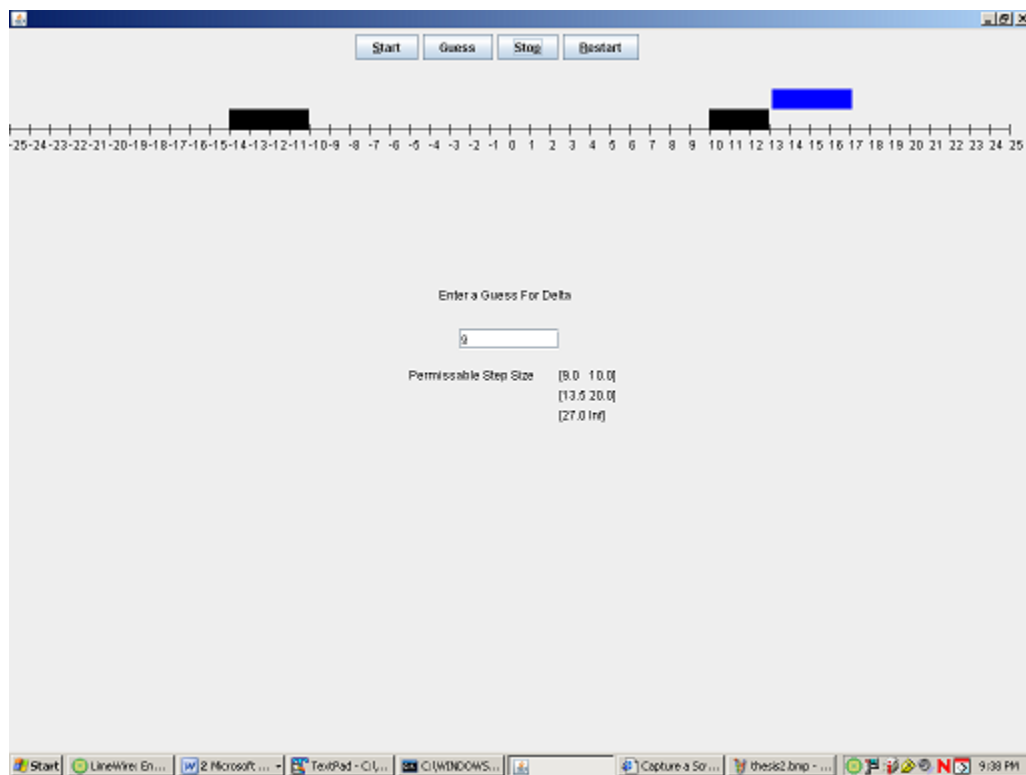 Start Guess Stop Restart
-25-24-23-22-21-20-19-18-17-16-15-14-13-12-11-10-9 -8 -7 -6 -5 -4 -3 -2 -1 0 1 2 3 4 5 6 7 8 9 10 11 12 13 14 15 16 17 18 19 20 21 22 23 24 25
Enter a Guess For Delta
9
Permissable Step Size [9.0 10.0]
[13.5 20.0]
[27.0 Inf]
Start LimeWire: En... 2 Microsoft ... TextPad - C:\... C:\WINDOWS... Capture a Scr... thesis2.bmp - ... N 9:38 PM